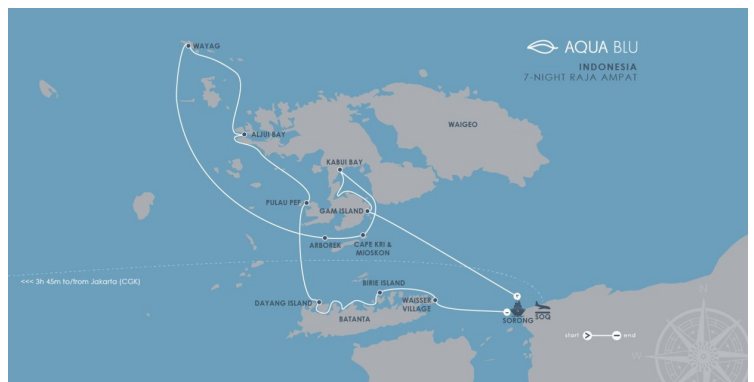 WAYAG
AQUA BLU
INDONESIA
7-NIGHT RAJA AMPAT
ALJUI BAY
WAIGEO
KABUI BAY
PULAU PEF
GAM ISLAND
ARBOREK
CAPE KRI &
MIOSKON
<<< 3h 45m to/from Jakarta (CGK)
BIRIE ISLAND
DAYANG ISLAND
WAISSER
VILLAGE
BATANTA
SORONG
SOQ
start
end
N
W